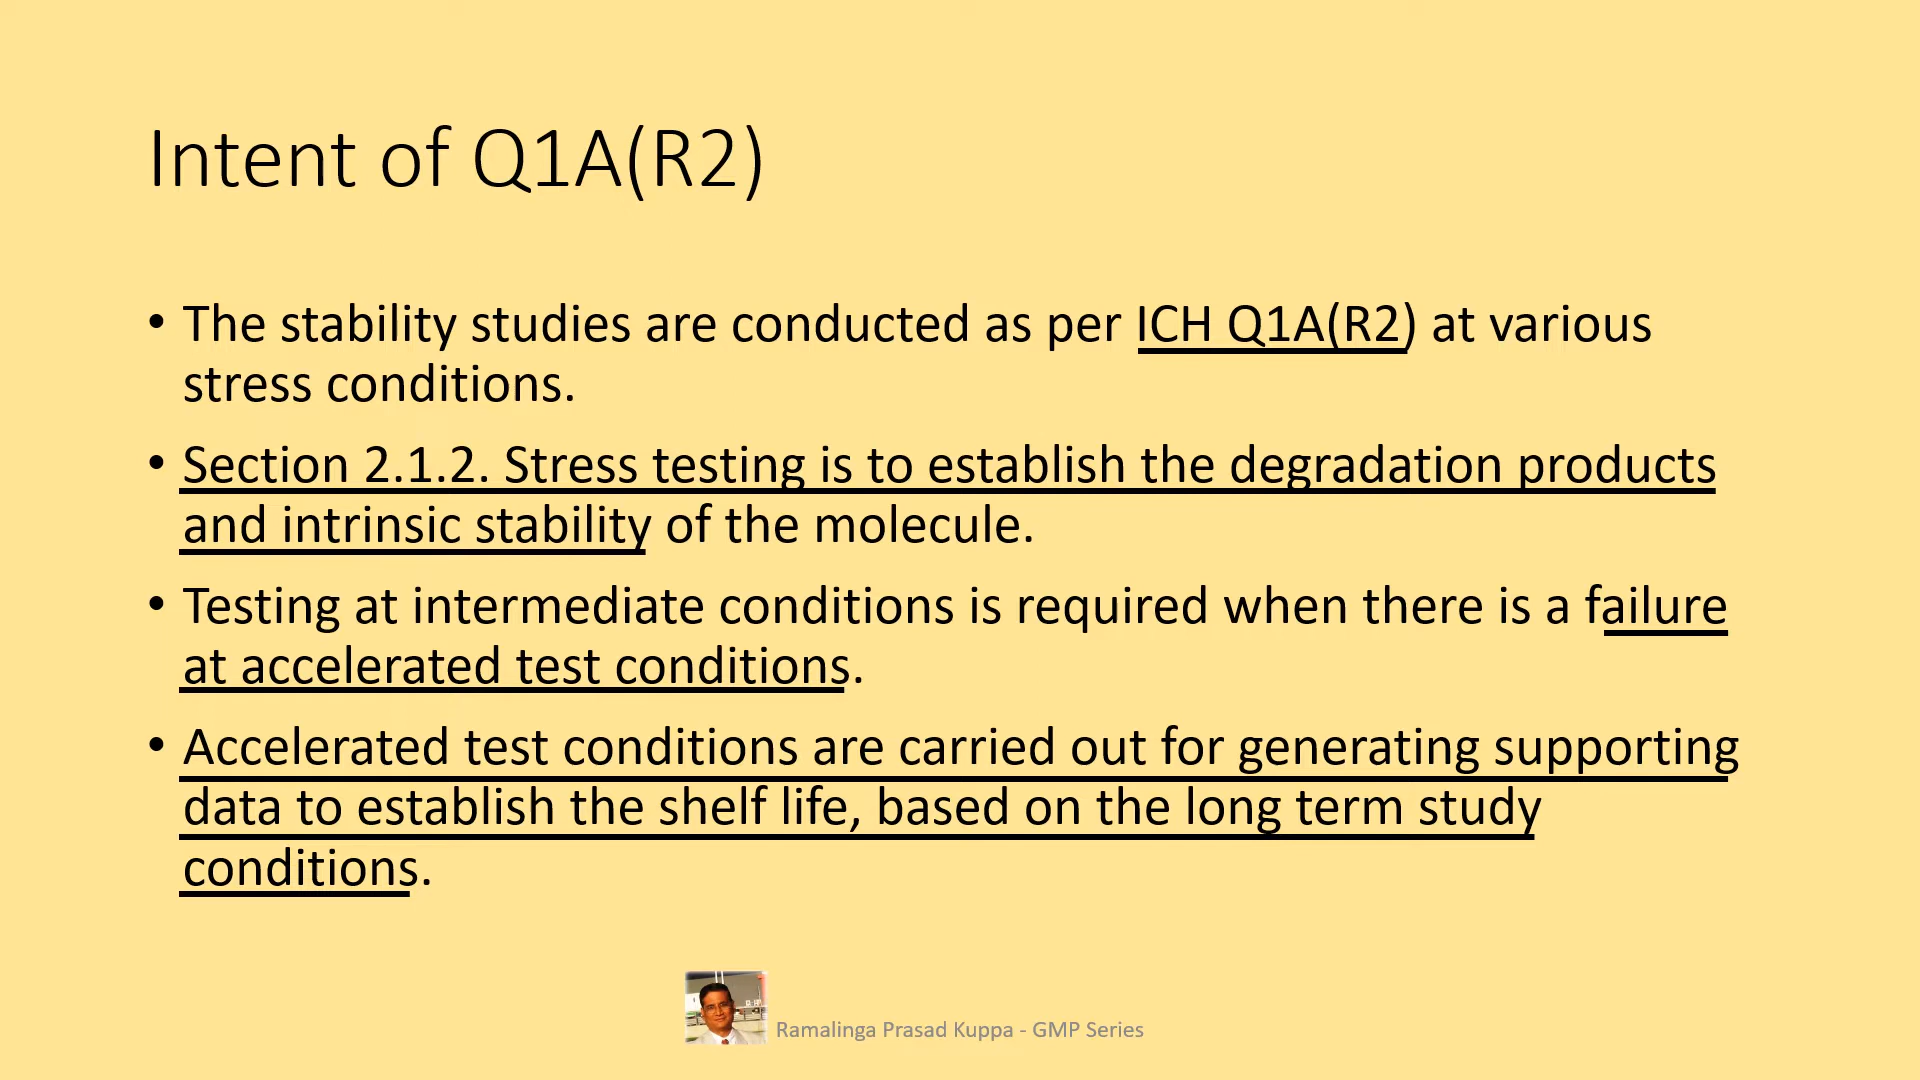 Intent of Q1A(R2)
• The stability studies are conducted as per ICH Q1A(R2) at various
stress conditions.
• Section 2.1.2. Stress testing is to establish the degradation products
and intrinsic stability of the molecule.
• Testing at intermediate conditions is required when there is a failure
at accelerated test conditions.
• Accelerated test conditions are carried out for generating supporting
data to establish the shelf life, based on the long term study
conditions.
Ramalinga Prasad Kuppa - GMP Series